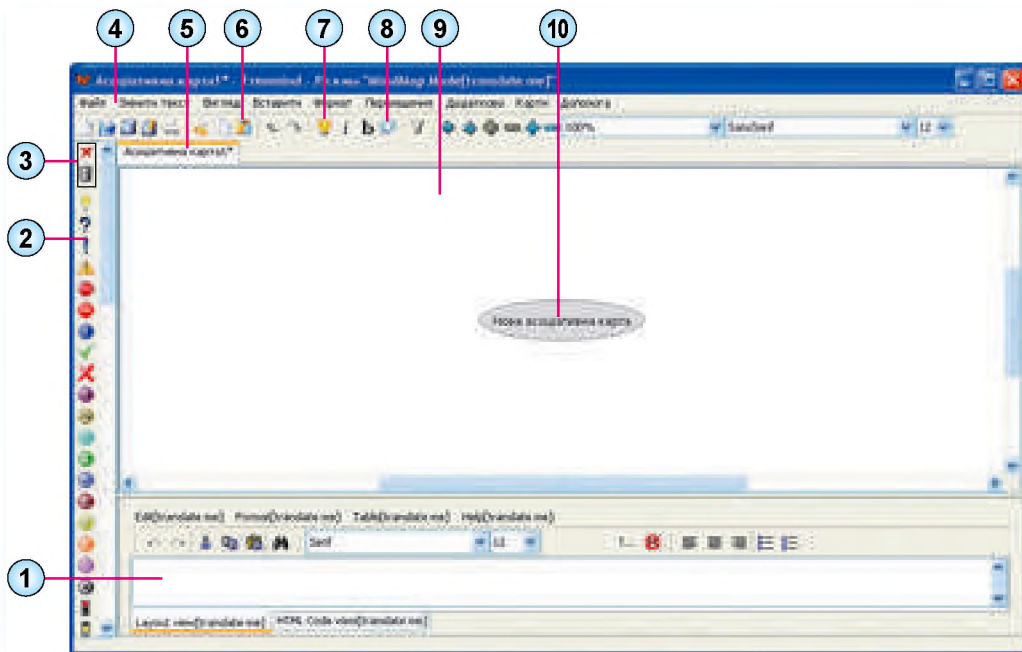 4 5 6 7 8 9 10
Асоціативна карта1* - Freemind - Режим "MindMap Mode[translate me]"
Файл Змінити текст Вигляд Вставити Формат Переміщення Додаткові Карти Допомога
100% SansSerif 12
Асоціативна карта1*
3
2
Нова асоціативна карта
Edit[translate me] Format[translate me] Table[translate me] Help[translate me]
Serif 12
1
Layout view[translate me] HTML Code view[translate me]